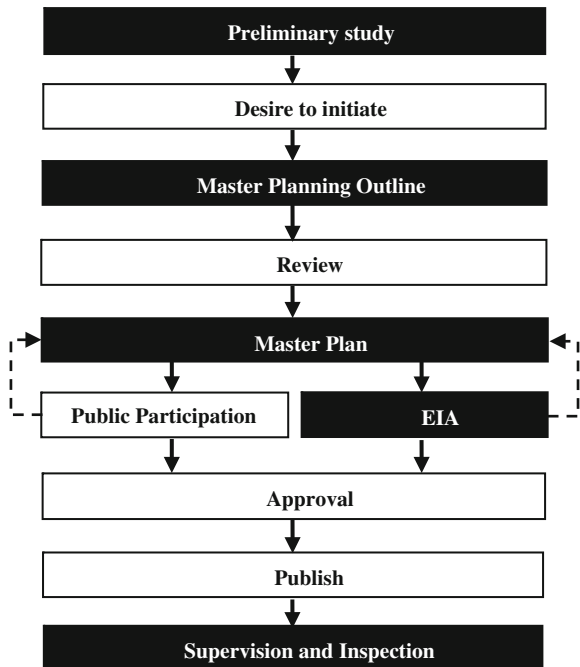 Preliminary study
Desire to initiate
Master Planning Outline
Review
Master Plan
Public Participation
EIA
Approval
Publish
Supervision and Inspection